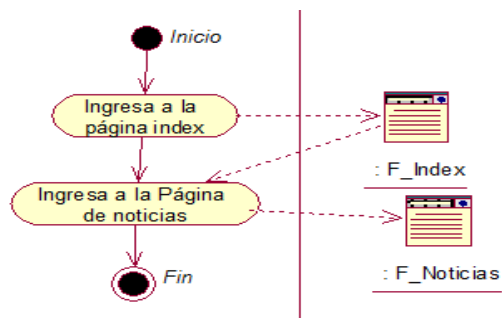 Inicio
Ingresa a la
página index
: F_Index
Ingresa a la Página
de noticias
: F_Noticias
Fin